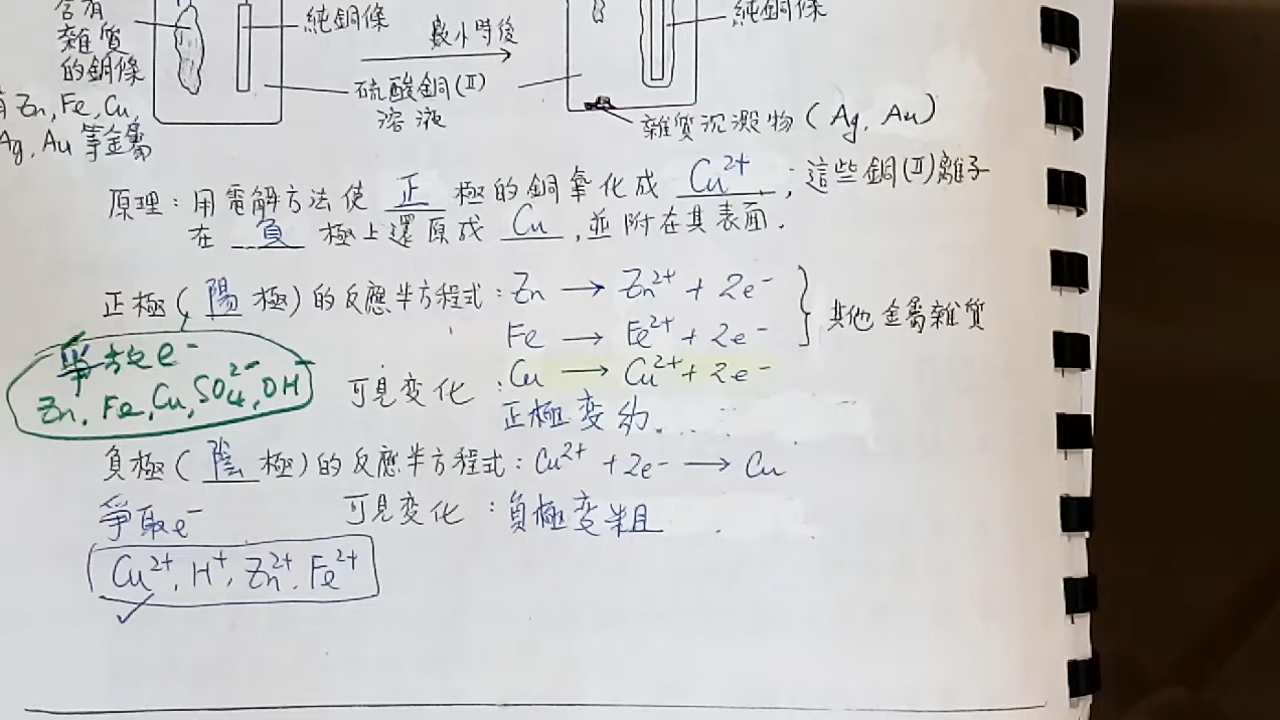 含有
雜質
的銅條
純銅條
數小時後
純銅條
Zn, Fe, Cu,
Ag, Au 等金屬
硫酸銅(II)
溶液
雜質沉澱物 (Ag, Au)
原理：用電解方法使 正 極的銅氧化成 Cu²⁺ ；這些銅(II)離子
在 負 極上還原成 Cu ，並附在其表面.
正極( 陽 極)的反應半方程式：Zn → Zn²⁺ + 2e⁻
Fe → Fe²⁺ + 2e⁻
其他金屬雜質
Cu → Cu²⁺ + 2e⁻
爭放e⁻
Zn, Fe, Cu, SO₄²⁻, OH⁻
可見变化 ：
正極变幼.
負極( 陰 極)的反應半方程式：Cu²⁺ + 2e⁻ → Cu
爭取e⁻
可見变化 ：負極变粗
Cu²⁺, H⁺, Zn²⁺, Fe²⁺